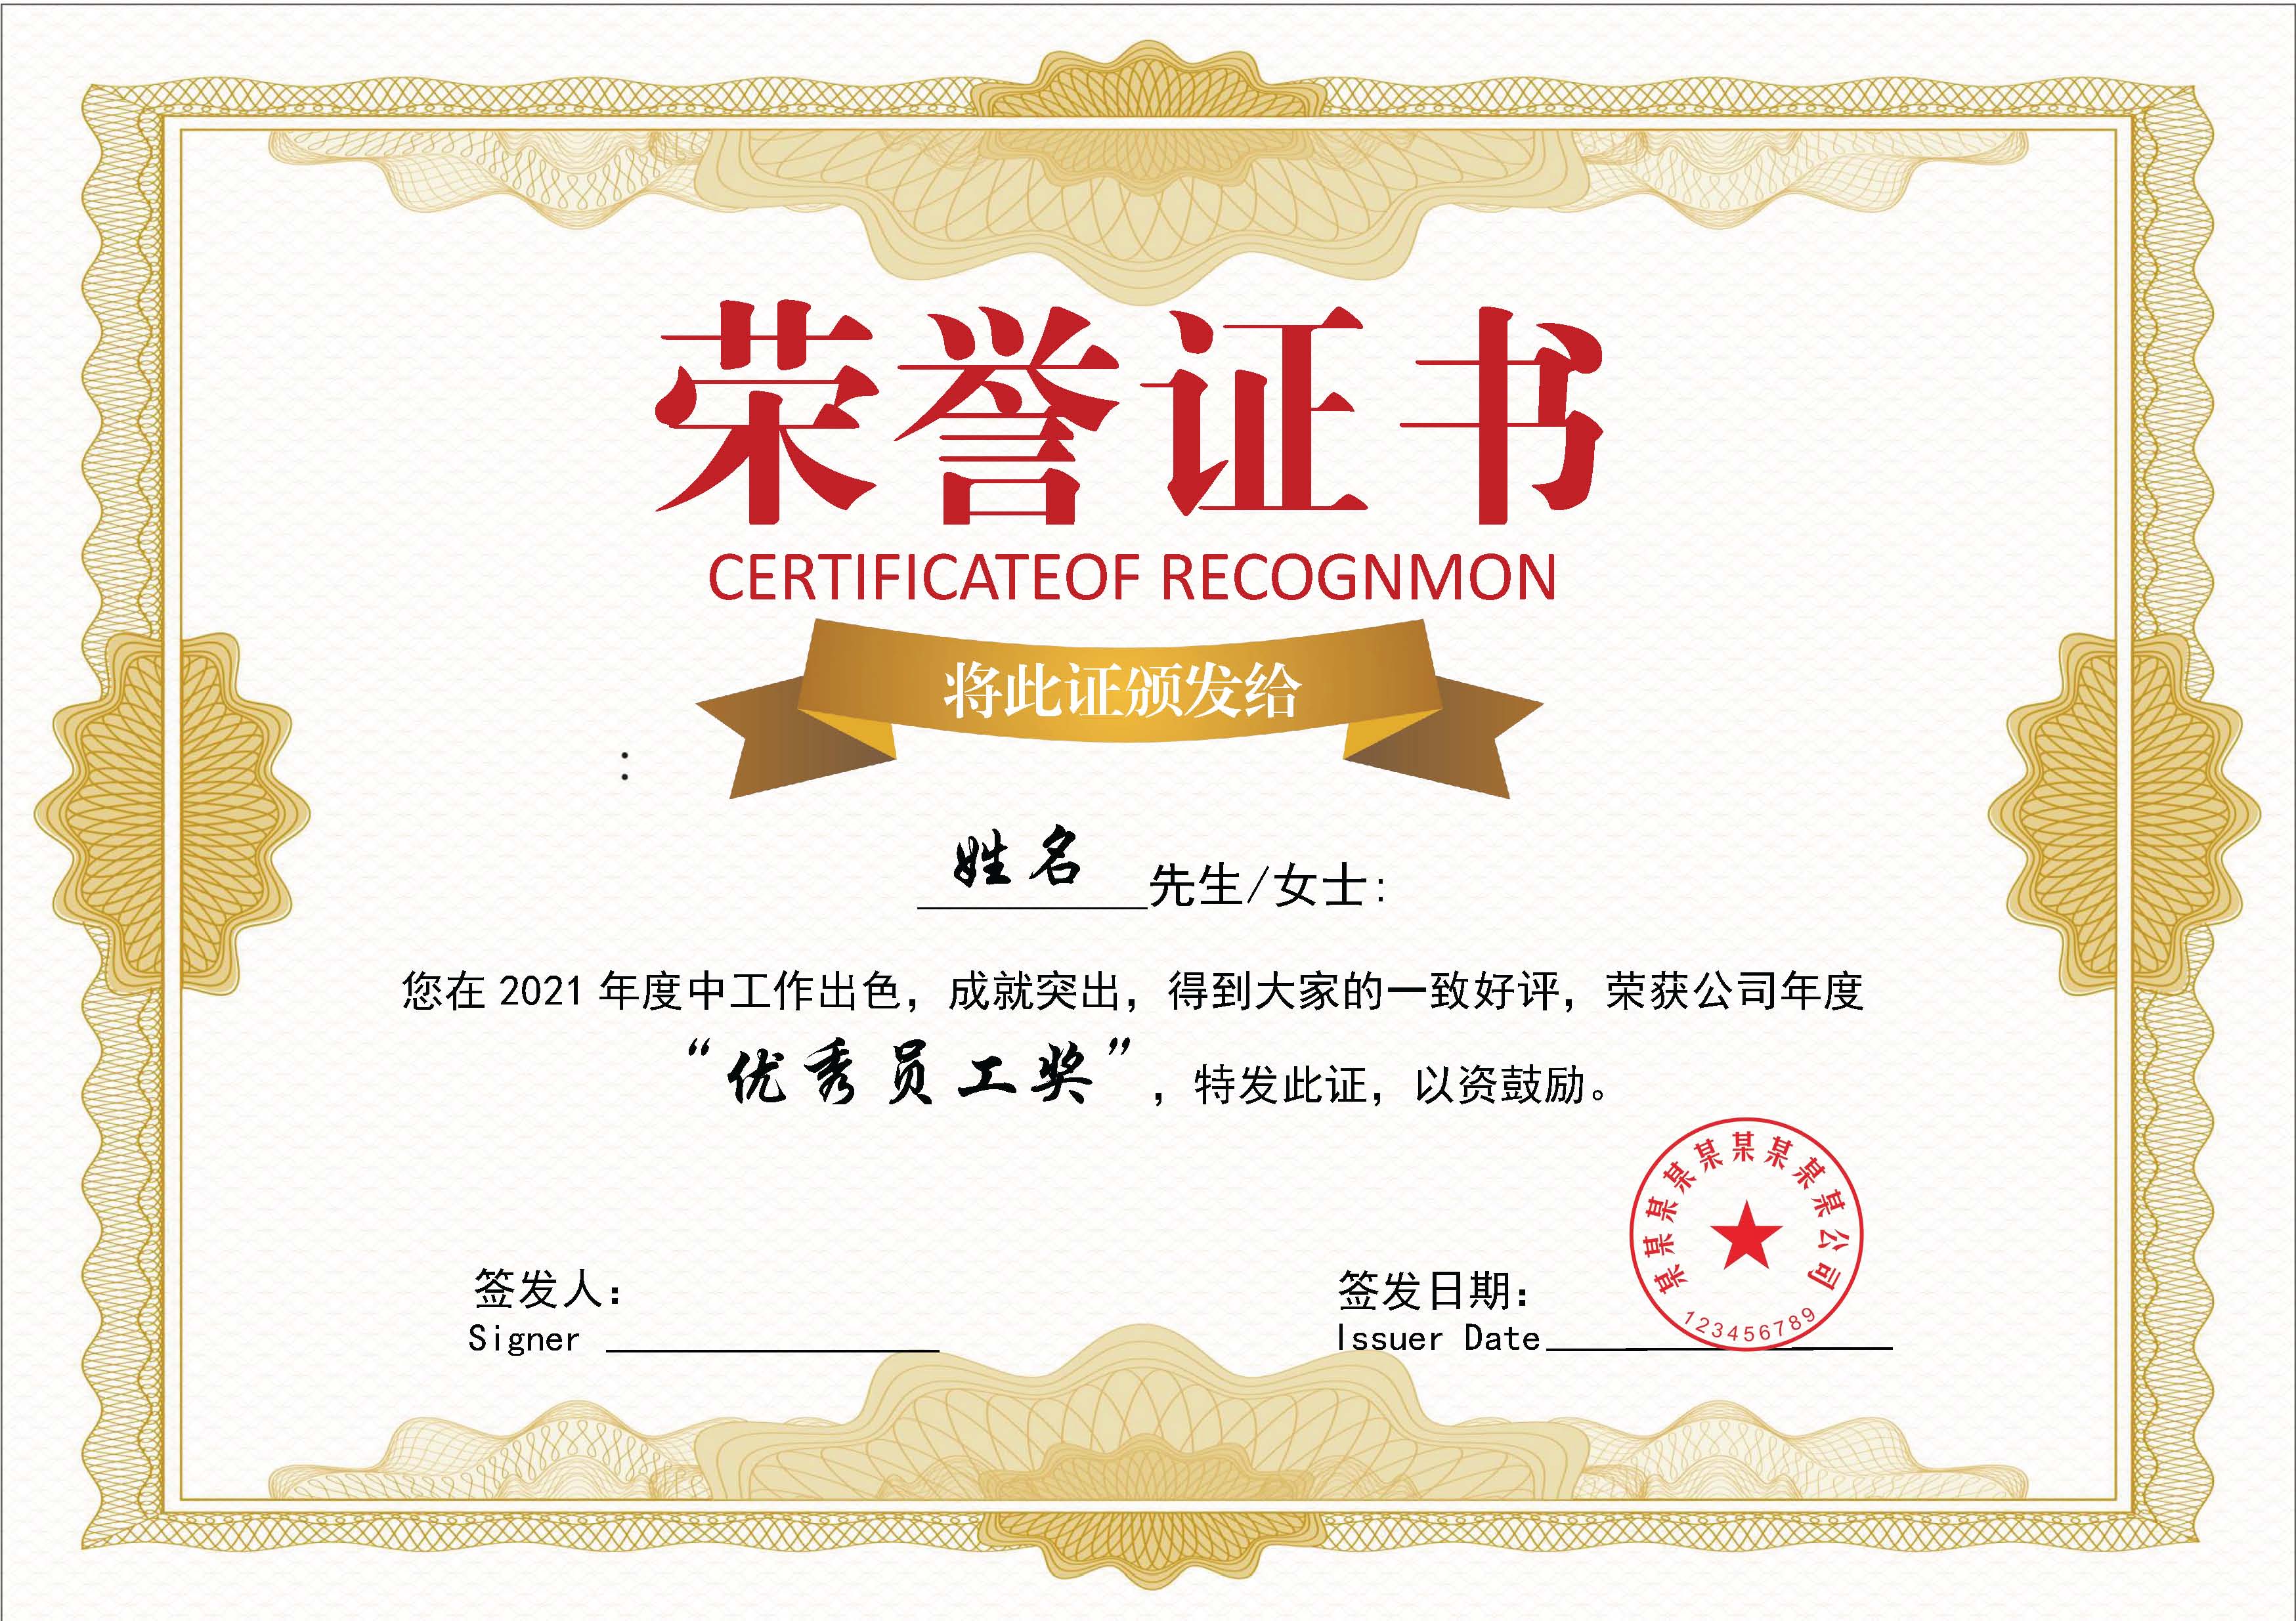 荣誉证书
CERTIFICATEOF RECOGNMON
将此证颁发给
:
姓名 先生/女士:
您在 2021 年度中工作出色，成就突出，得到大家的一致好评，荣获公司年度
“优秀员工奖”，特发此证，以资鼓励。
某某某某某某某某某公司
123456789
签发人：
Signer
签发日期：
Issuer Date